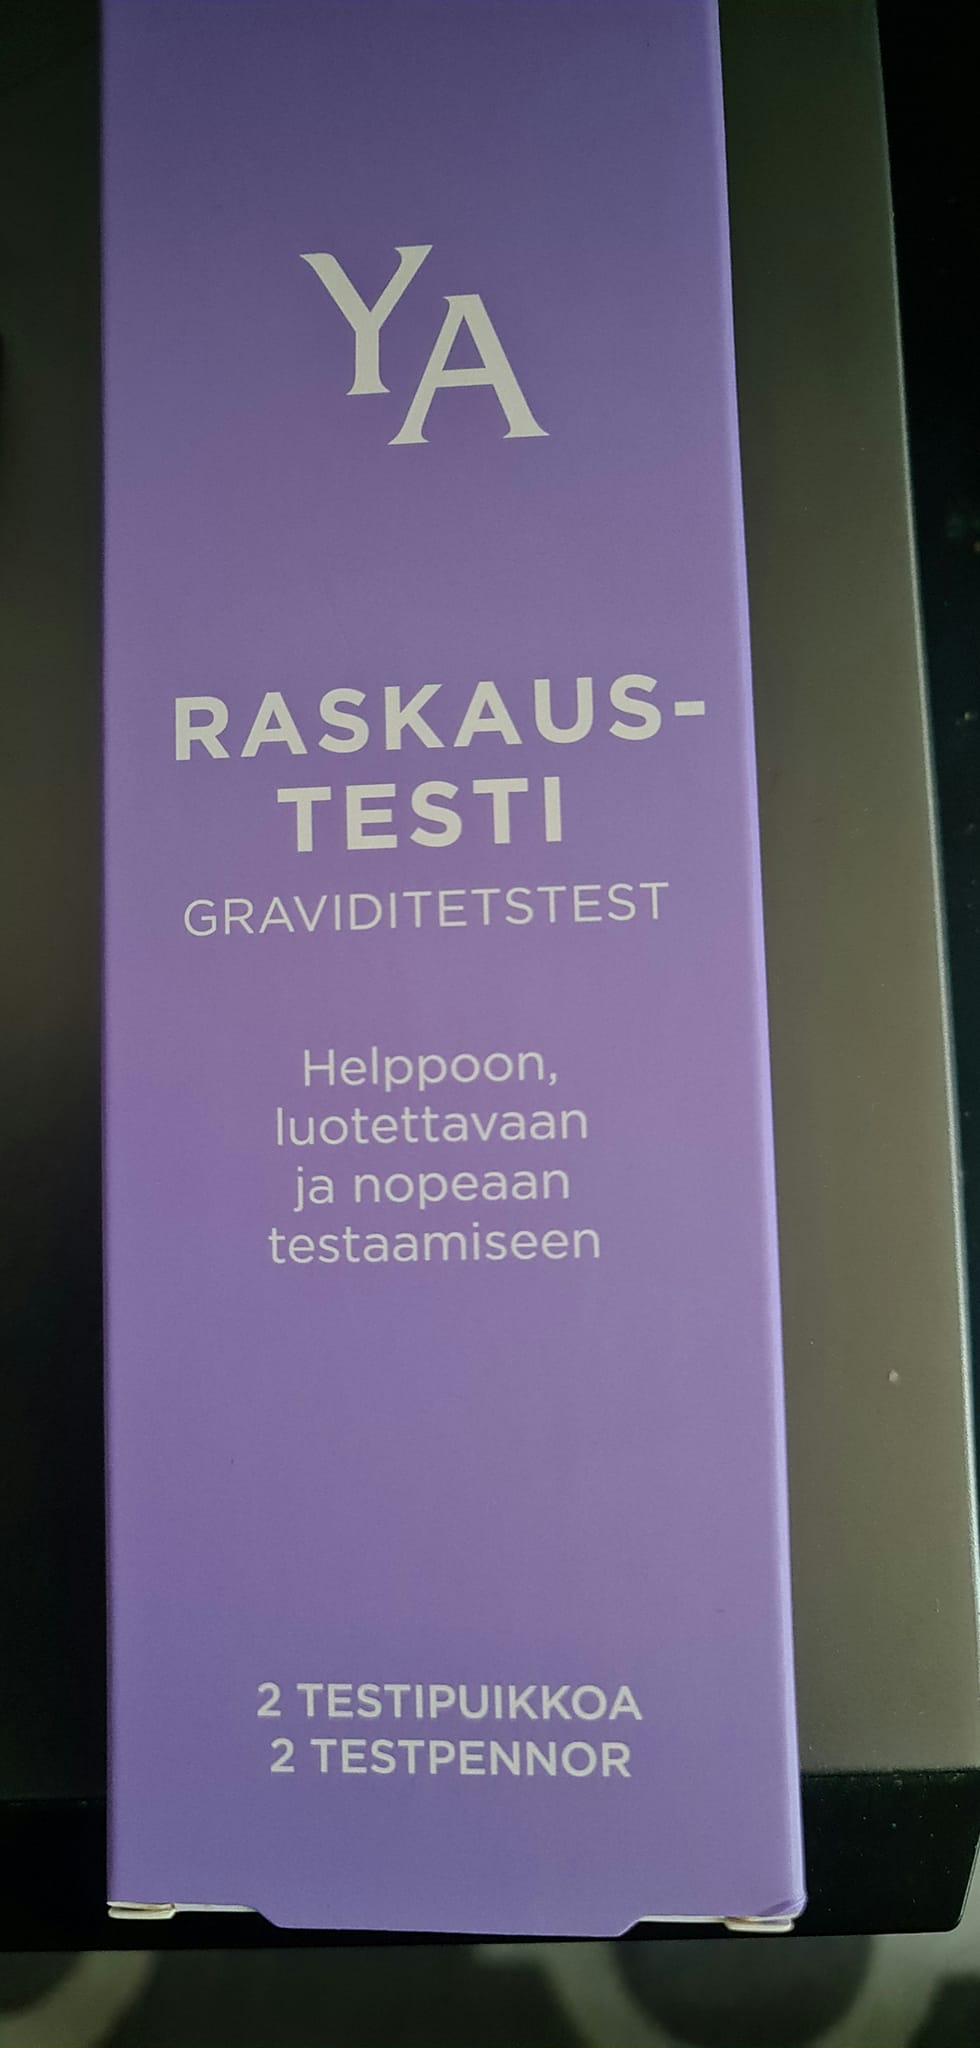 YA
RASKAUS-
TESTI
GRAVIDITETSTEST
Helppoon,
luotettavaan
ja nopeaan
testaamiseen
2 TESTIPUIKKOA
2 TESTPENNOR